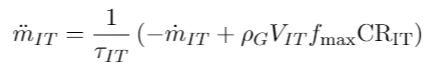 $\ddot{m}_{IT} = \frac{1}{\tau_{IT}} \left( -\dot{m}_{IT} + \rho_G V_{IT} f_{\max} \mathrm{CR}_{\mathrm{IT}} \right)$